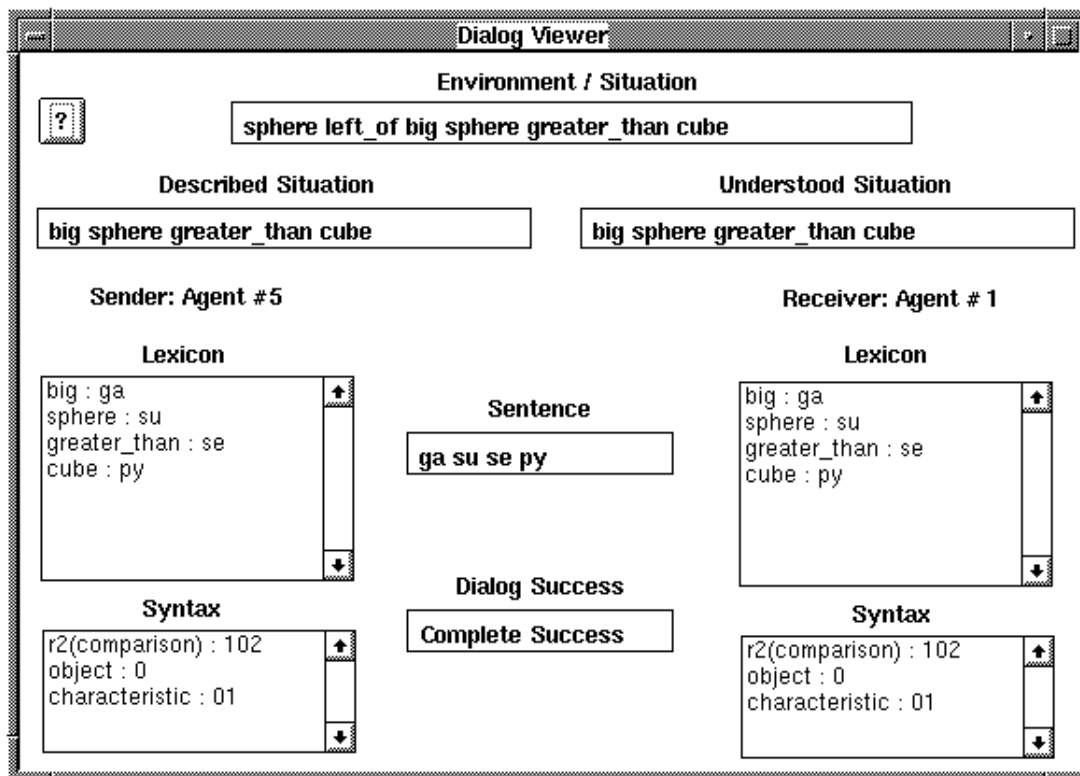 Dialog Viewer
Environment / Situation
?
sphere left_of big sphere greater_than cube
Described Situation
Understood Situation
big sphere greater_than cube
big sphere greater_than cube
Sender: Agent #5
Receiver: Agent # 1
Lexicon
big : ga
sphere : su
greater_than : se
cube : py
Sentence
ga su se py
Lexicon
big : ga
sphere : su
greater_than : se
cube : py
Syntax
r2(comparison) : 102
object : 0
characteristic : 01
Dialog Success
Complete Success
Syntax
r2(comparison) : 102
object : 0
characteristic : 01